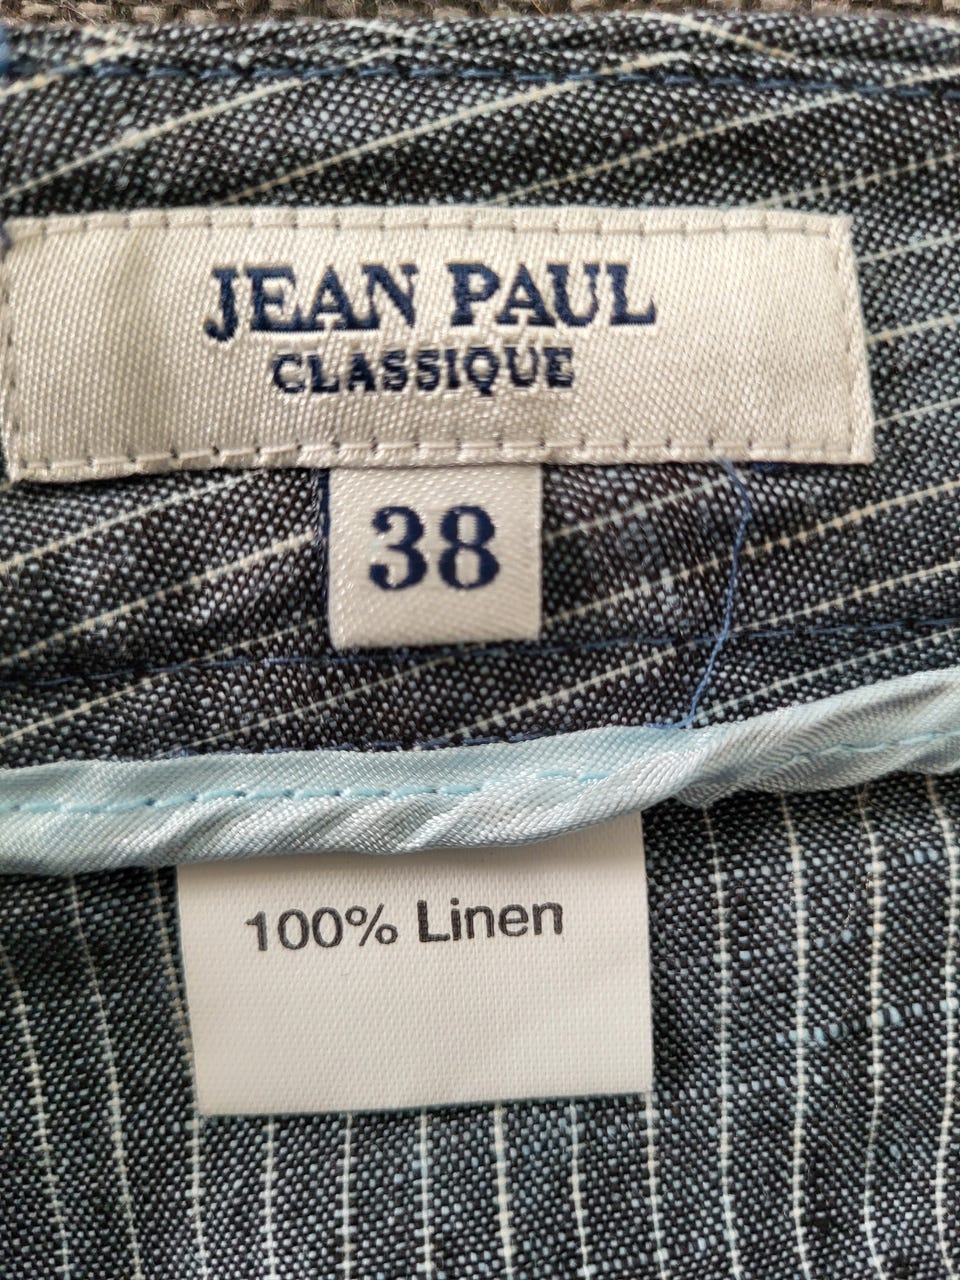 JEAN PAUL
CLASSIQUE
38
100% Linen